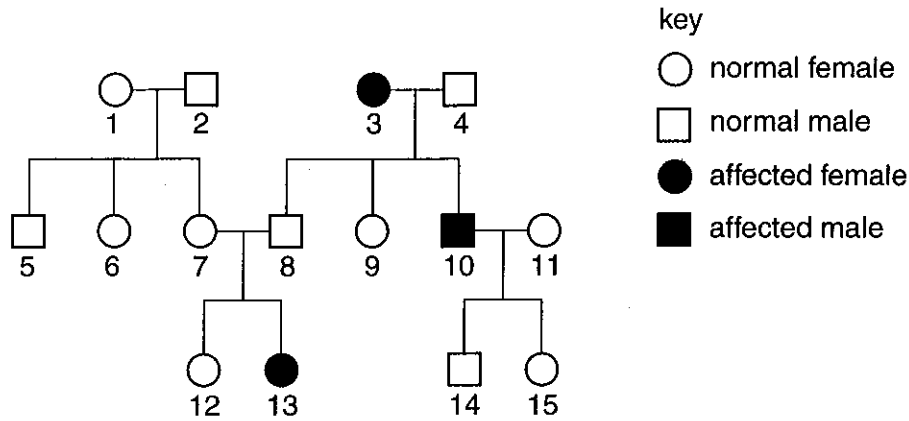 key
normal female
normal male
affected female
affected male
1 2 3 4
5 6 7 8 9 10 11
12 13 14 15